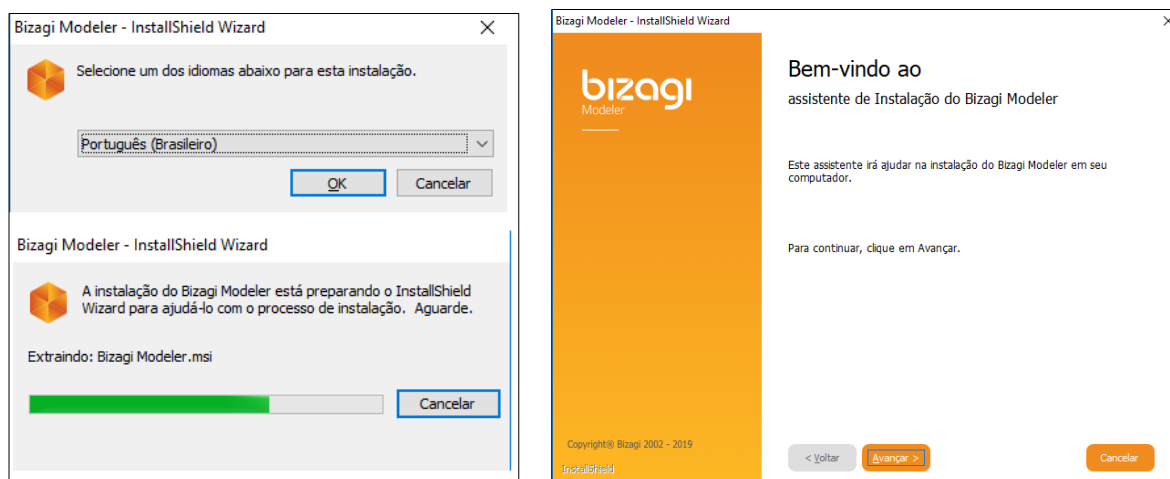 Bizagi Modeler - InstallShield Wizard
Selecione um dos idiomas abaixo para esta instalação.
Português (Brasileiro)
OK
Cancelar
Bizagi Modeler - InstallShield Wizard
A instalação do Bizagi Modeler está preparando o InstallShield
Wizard para ajudá-lo com o processo de instalação. Aguarde.
Extraindo: Bizagi Modeler.msi
Cancelar
Bizagi Modeler - InstallShield Wizard
bizagi
Modeler
Bem-vindo ao
assistente de Instalação do Bizagi Modeler
Este assistente irá ajudar na instalação do Bizagi Modeler em seu
computador.
Para continuar, clique em Avançar.
Copyright® Bizagi 2002 - 2019
InstallShield
< Voltar
Avançar >
Cancelar